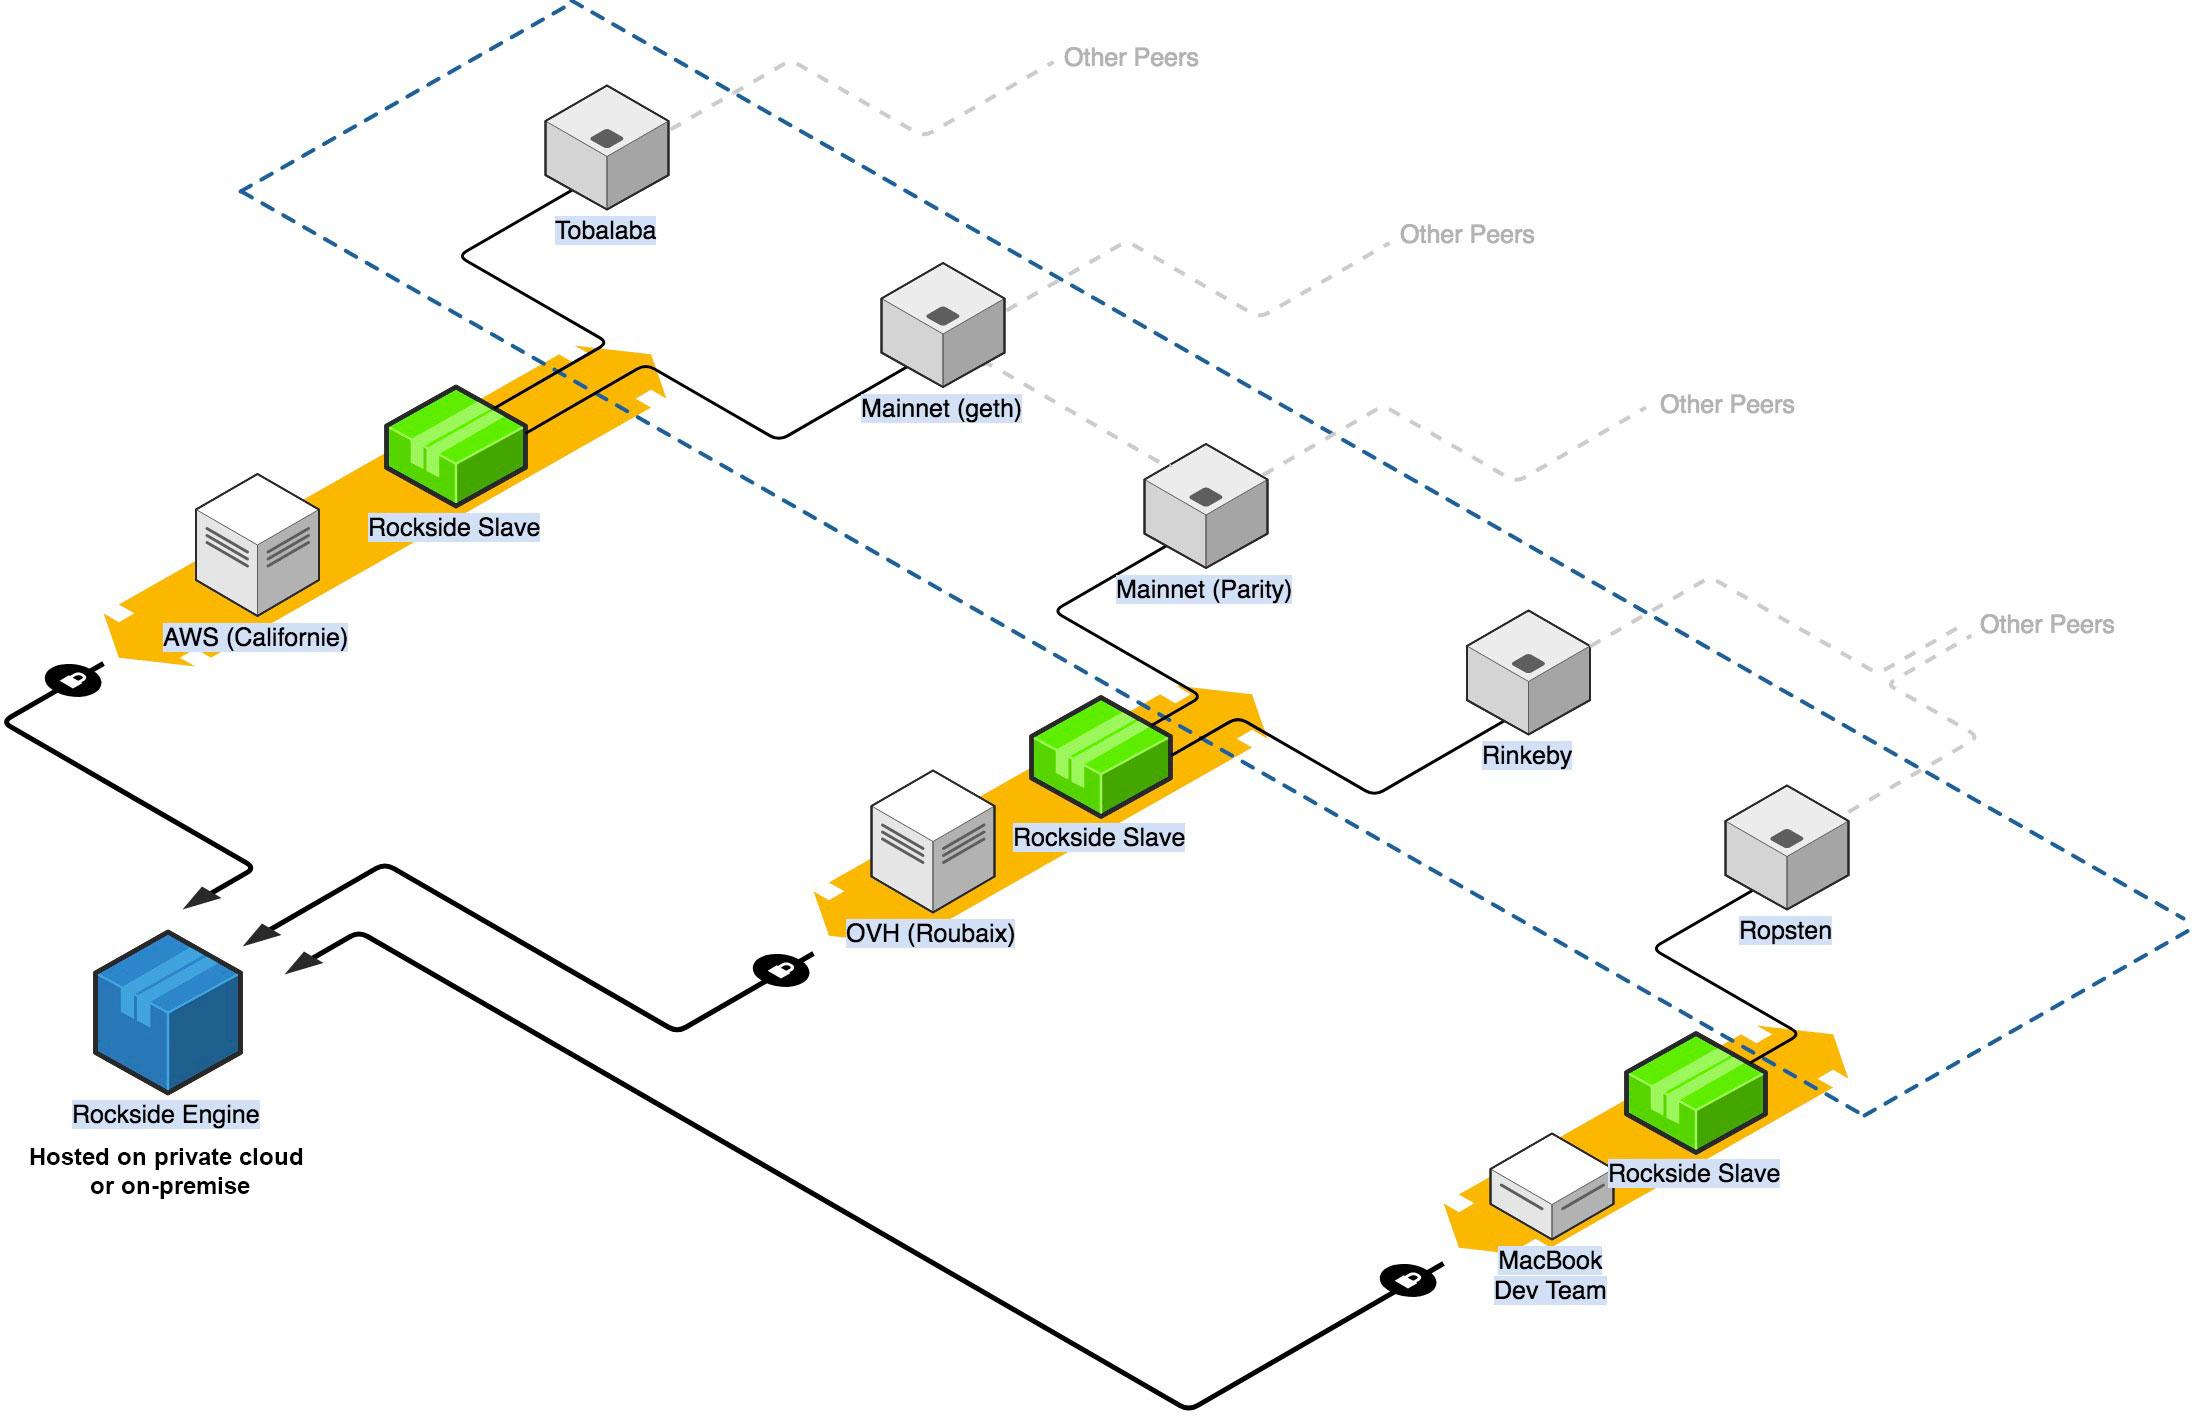 Other Peers
Tobalaba
Other Peers
Mainnet (geth)
Other Peers
Rockside Slave
Mainnet (Parity)
AWS (Californie)
Other Peers
Rinkeby
Rockside Slave
OVH (Roubaix)
Ropsten
Rockside Engine
Hosted on private cloud
or on-premise
Rockside Slave
MacBook
Dev Team